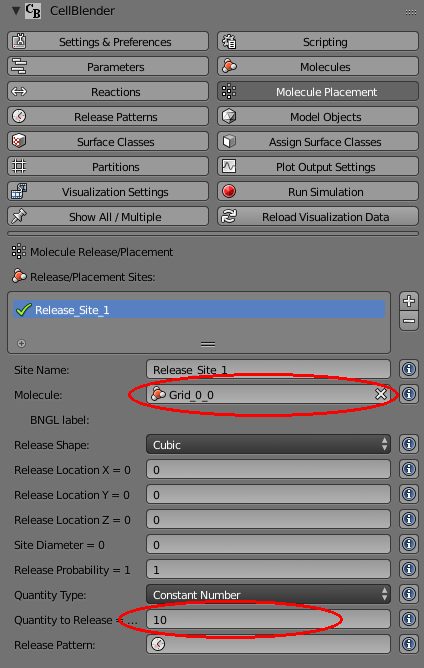 CB CellBlender
Settings & Preferences Scripting
Parameters Molecules
Reactions Molecule Placement
Release Patterns Model Objects
Surface Classes Assign Surface Classes
Partitions Plot Output Settings
Visualization Settings Run Simulation
Show All / Multiple Reload Visualization Data
Molecule Release/Placement
Release/Placement Sites:
Release_Site_1
Site Name: Release_Site_1
Molecule: Grid_0_0
BNGL label:
Release Shape: Cubic
Release Location X = 0 0
Release Location Y = 0 0
Release Location Z = 0 0
Site Diameter = 0 0
Release Probability = 1 1
Quantity Type: Constant Number
Quantity to Release = ... 10
Release Pattern: